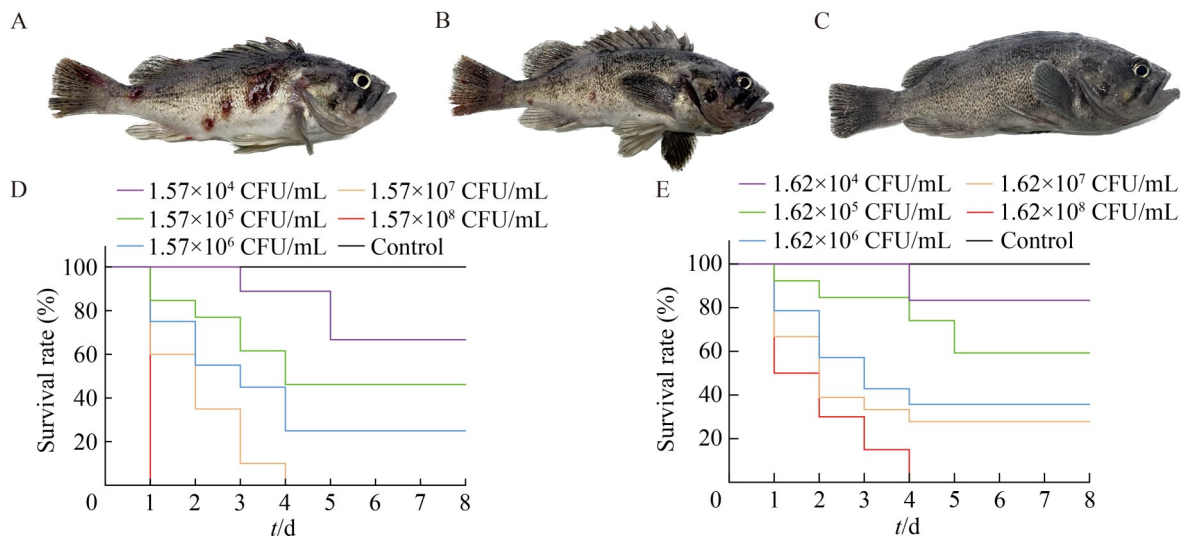 A
B
C
D
1.57×10⁴ CFU/mL
1.57×10⁷ CFU/mL
1.57×10⁵ CFU/mL
1.57×10⁸ CFU/mL
1.57×10⁶ CFU/mL
Control
Survival rate (%)
100
80
60
40
20
0
1 2 3 4 5 6 7 8
t/d
E
1.62×10⁴ CFU/mL
1.62×10⁷ CFU/mL
1.62×10⁵ CFU/mL
1.62×10⁸ CFU/mL
1.62×10⁶ CFU/mL
Control
Survival rate (%)
100
80
60
40
20
0
1 2 3 4 5 6 7 8
t/d